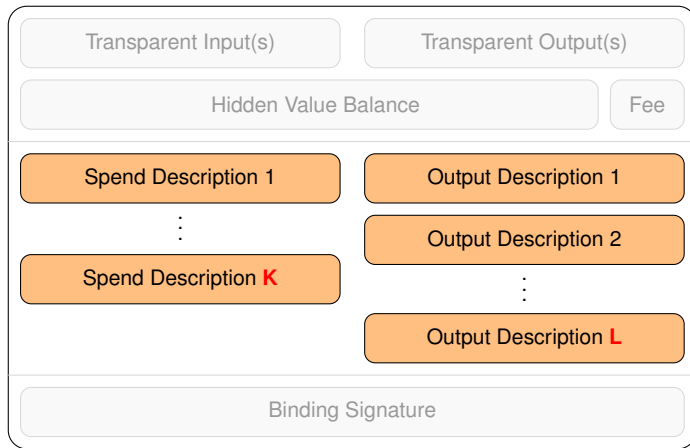 Transparent Input(s)
Transparent Output(s)
Hidden Value Balance
Fee
Spend Description 1
Output Description 1
⋮
Output Description 2
Spend Description K
⋮
Output Description L
Binding Signature